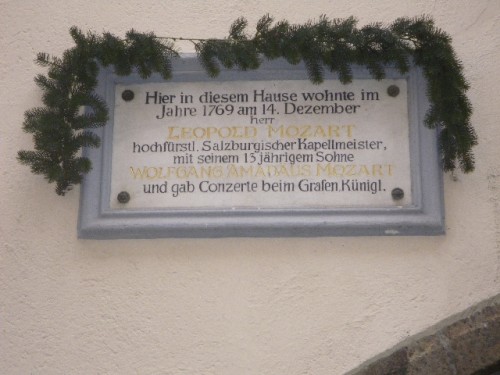 Hier in diesem Hause wohnte im
Jahre 1769 am 14. Dezember
herr
LEOPOLD MOZART
hochfürstl. Salzburgischer Kapellmeister,
mit seinem 13 jährigem Sohne
WOLFGANG AMADÄUS MOZART
und gab Conzerte beim Grafen Künigl.